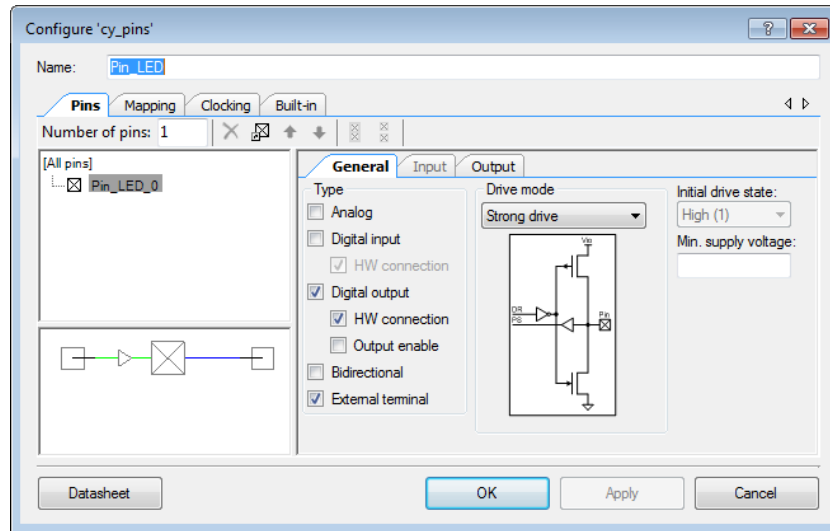 Configure 'cy_pins'
Name: Pin_LED
Pins Mapping Clocking Built-in
Number of pins: 1
[All pins]
Pin_LED_0
General Input Output
Type
Analog
Digital input
HW connection
Digital output
HW connection
Output enable
Bidirectional
External terminal
Drive mode
Strong drive
Vio
DR
PS
Pin
Initial drive state:
High (1)
Min. supply voltage:
Datasheet OK Apply Cancel